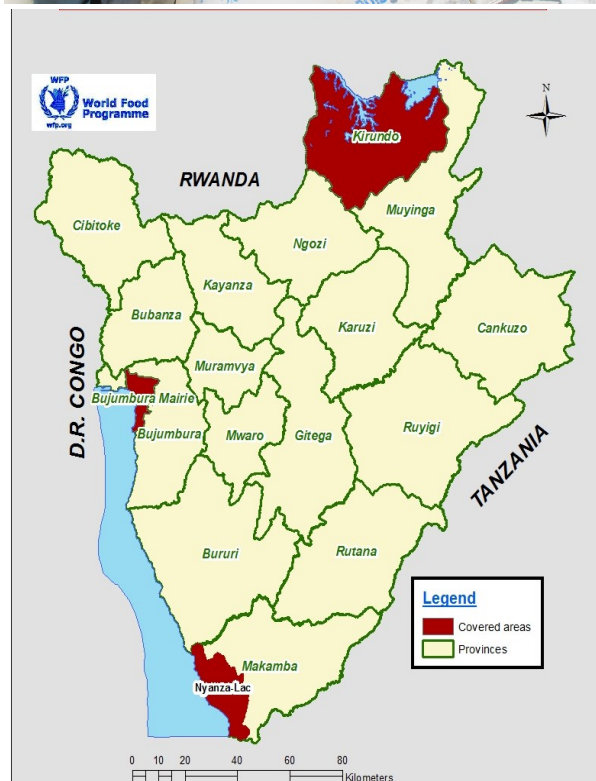 WFP
World Food
Programme
wfp.org
N
Kirundo
RWANDA
Muyinga
Cibitoke
Ngozi
Kayanza
Bubanza
Karuzi
Cankuzo
Muramvya
D.R. CONGO
Bujumbura Mairie
Bujumbura
Mwaro
Gitega
Ruyigi
TANZANIA
Bururi
Rutana
Legend
Covered areas
Provinces
Makamba
Nyanza-Lac
0 10 20 40 60 80
Kilometers